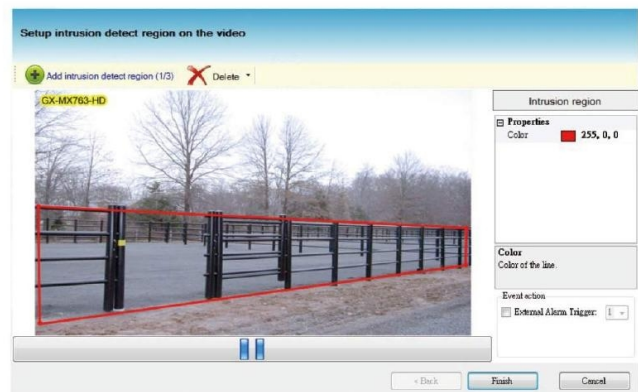 Setup intrusion detect region on the video
Add intrusion detect region (1/3) Delete
GX-MX763-HD
Intrusion region
Properties
Color 255, 0, 0
Color
Color of the line.
Event action
External Alarm Trigger: 1
< Back Finish Cancel